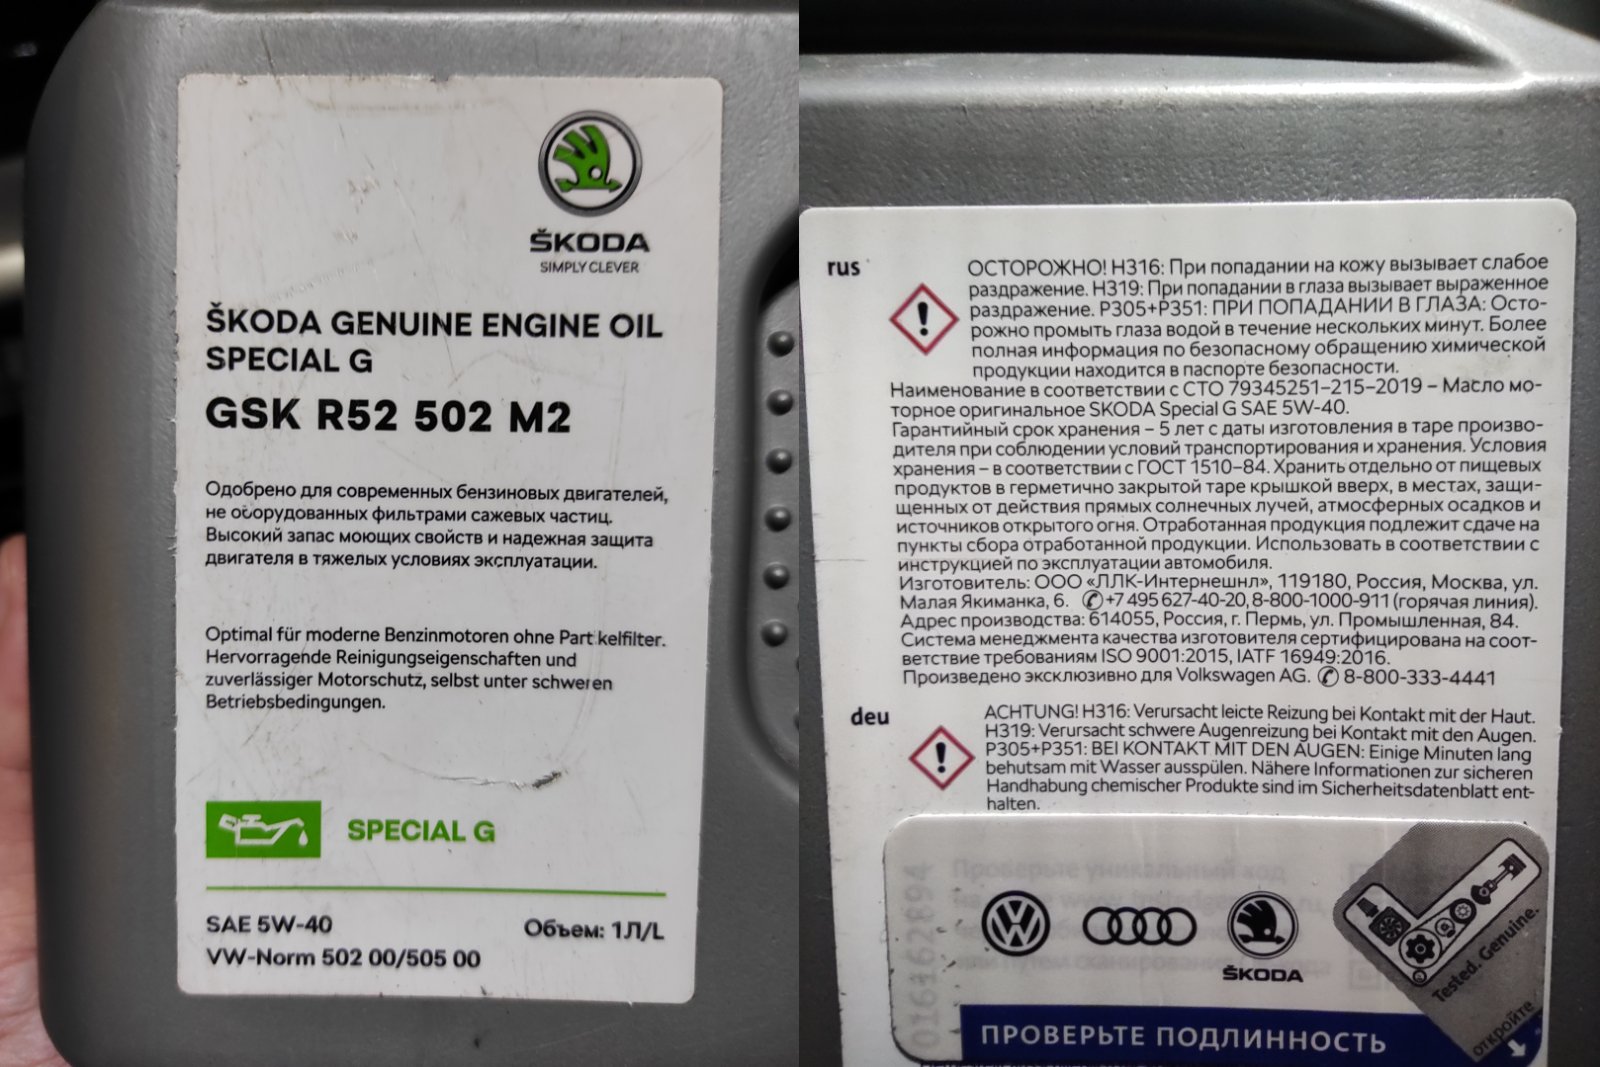 ŠKODA
SIMPLY CLEVER
ŠKODA GENUINE ENGINE OIL
SPECIAL G
GSK R52 502 M2
Одобрено для современных бензиновых двигателей,
не оборудованных фильтрами сажевых частиц.
Высокий запас моющих свойств и надежная защита
двигателя в тяжелых условиях эксплуатации.
Optimal für moderne Benzinmotoren ohne Partikelfilter.
Hervorragende Reinigungseigenschaften und
zuverlässiger Motorschutz, selbst unter schweren
Betriebsbedingungen.
SPECIAL G
SAE 5W-40
Объем: 1Л/L
VW-Norm 502 00/505 00
rus
ОСТОРОЖНО! H316: При попадании на кожу вызывает слабое
раздражение. H319: При попадании в глаза вызывает выраженное
раздражение. P305+P351: ПРИ ПОПАДАНИИ В ГЛАЗА: Осто-
рожно промыть глаза водой в течение нескольких минут. Более
полная информация по безопасному обращению химической
продукции находится в паспорте безопасности.
Наименование в соответствии с СТО 79345251-215-2019 – Масло мо-
торное оригинальное SKODA Special G SAE 5W-40.
Гарантийный срок хранения – 5 лет с даты изготовления в таре произво-
дителя при соблюдении условий транспортирования и хранения. Условия
хранения – в соответствии с ГОСТ 1510-84. Хранить отдельно от пищевых
продуктов в герметично закрытой таре крышкой вверх, в местах, защи-
щенных от действия прямых солнечных лучей, атмосферных осадков и
источников открытого огня. Отработанная продукция подлежит сдаче на
пункты сбора отработанной продукции. Использовать в соответствии с
инструкцией по эксплуатации автомобиля.
Изготовитель: ООО «ЛЛК-Интернешнл», 119180, Россия, Москва, ул.
Малая Якиманка, 6. +7 495 627-40-20, 8-800-1000-911 (горячая линия).
Адрес производства: 614055, Россия, г. Пермь, ул. Промышленная, 84.
Система менеджмента качества изготовителя сертифицирована на соот-
ветствие требованиям ISO 9001:2015, IATF 16949:2016.
Произведено эксклюзивно для Volkswagen AG. 8-800-333-4441
deu
ACHTUNG! H316: Verursacht leicte Reizung bei Kontakt mit der Haut.
H319: Verursacht schwere Augenreizung bei Kontakt mit den Augen.
P305+P351: BEI KONTAKT MIT DEN AUGEN: Einige Minuten lang
behutsam mit Wasser ausspülen. Nähere Informationen zur sicheren
Handhabung chemischer Produkte sind im Sicherheitsdatenblatt ent-
halten.
Проверьте уникальный код
016162894
ŠKODA
Tested. Genuine.
ПРОВЕРЬТЕ ПОДЛИННОСТЬ
откройте